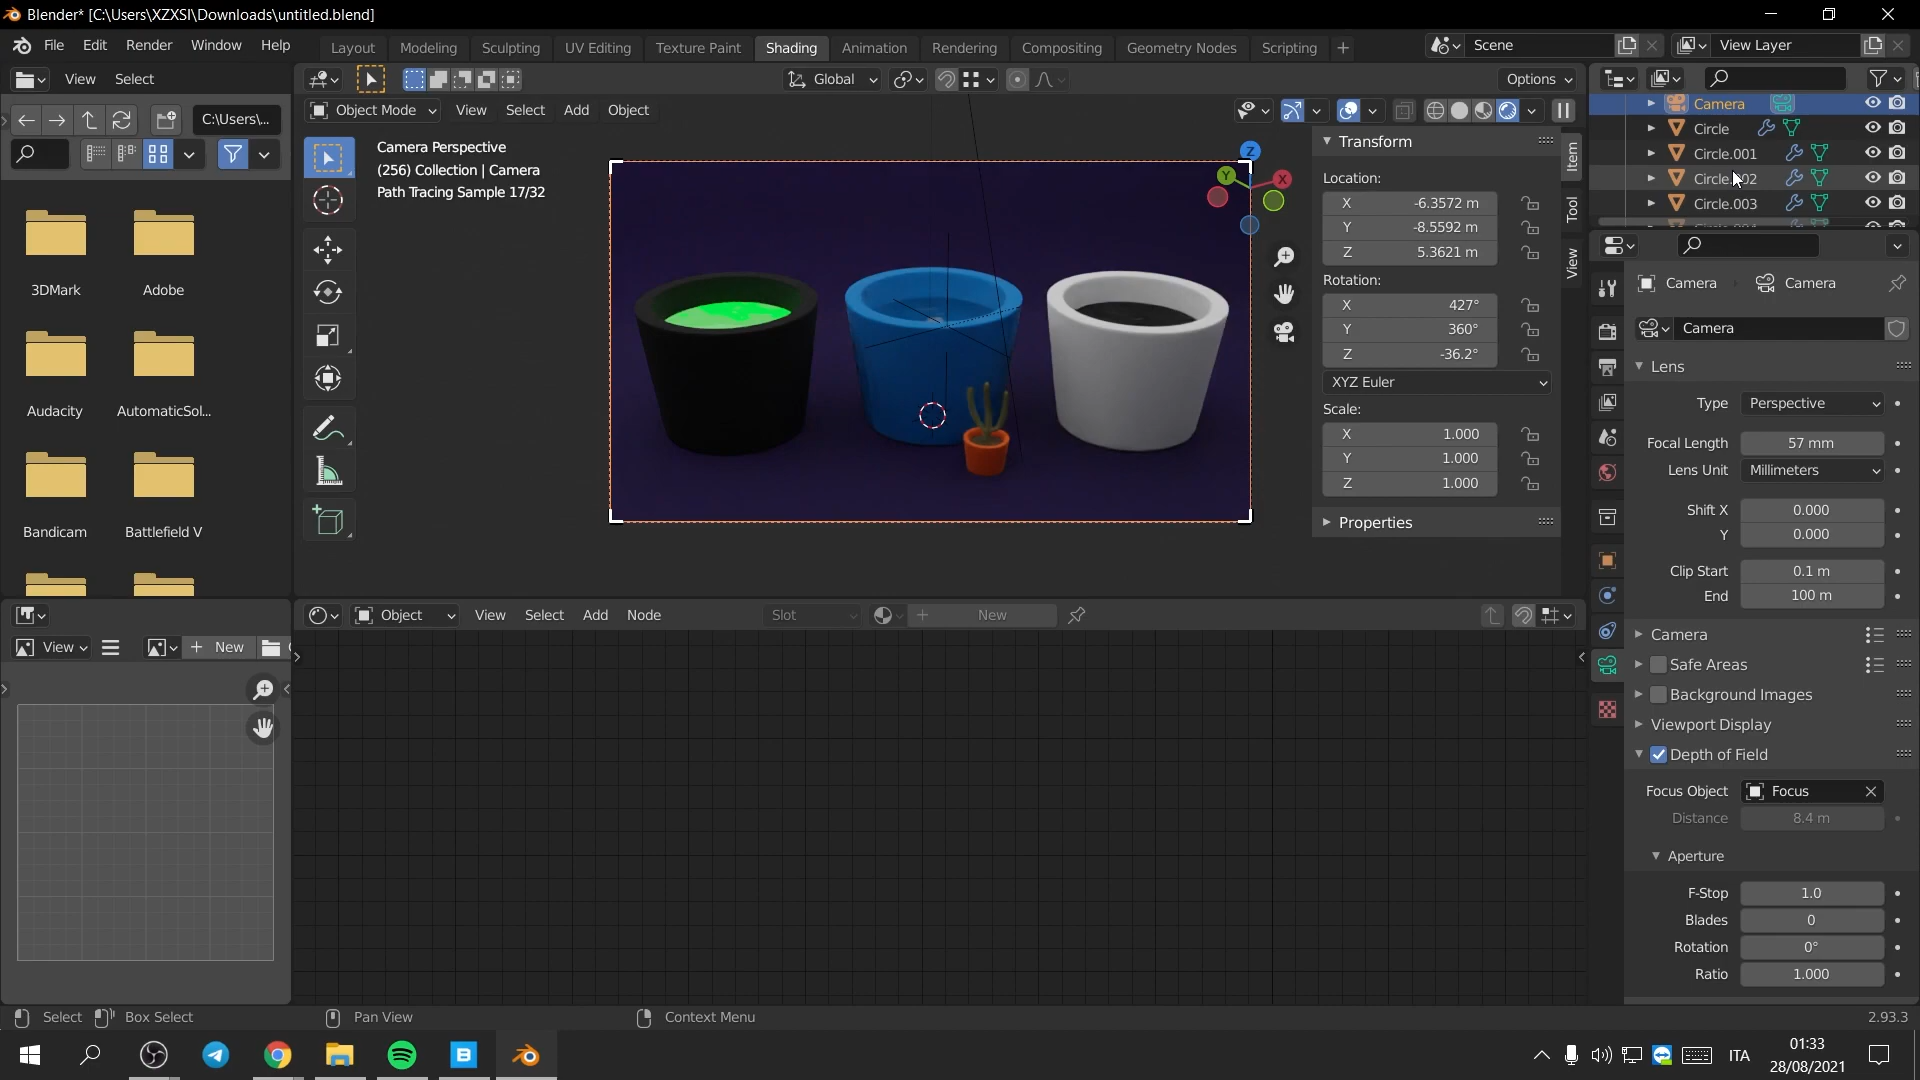 Blender* [C:\Users\XZXSI\Downloads\untitled.blend]
File Edit Render Window Help
Layout Modeling Sculpting UV Editing Texture Paint Shading Animation Rendering Compositing Geometry Nodes Scripting +
Scene
View Layer
View Select
Global
Options
Object Mode View Select Add Object
C:\Users\...
3DMark
Adobe
Audacity
AutomaticSol...
Bandicam
Battlefield V
Camera Perspective
(256) Collection | Camera
Path Tracing Sample 17/32
Z
Y
X
Transform
Location:
X -6.3572 m
Y -8.5592 m
Z 5.3621 m
Rotation:
X 427°
Y 360°
Z -36.2°
XYZ Euler
Scale:
X 1.000
Y 1.000
Z 1.000
Properties
Item
Tool
View
Camera
Circle
Circle.001
Circle.002
Circle.003
Camera Camera
Camera
Lens
Type Perspective
Focal Length 57 mm
Lens Unit Millimeters
Shift X 0.000
Y 0.000
Clip Start 0.1 m
End 100 m
Camera
Safe Areas
Background Images
Viewport Display
Depth of Field
Focus Object Focus
Distance 8.4 m
Aperture
F-Stop 1.0
Blades 0
Rotation 0°
Ratio 1.000
View
+ New
Object View Select Add Node
Slot
+ New
Select
Box Select
Pan View
Context Menu
2.93.3
B
ITA
01:33
28/08/2021